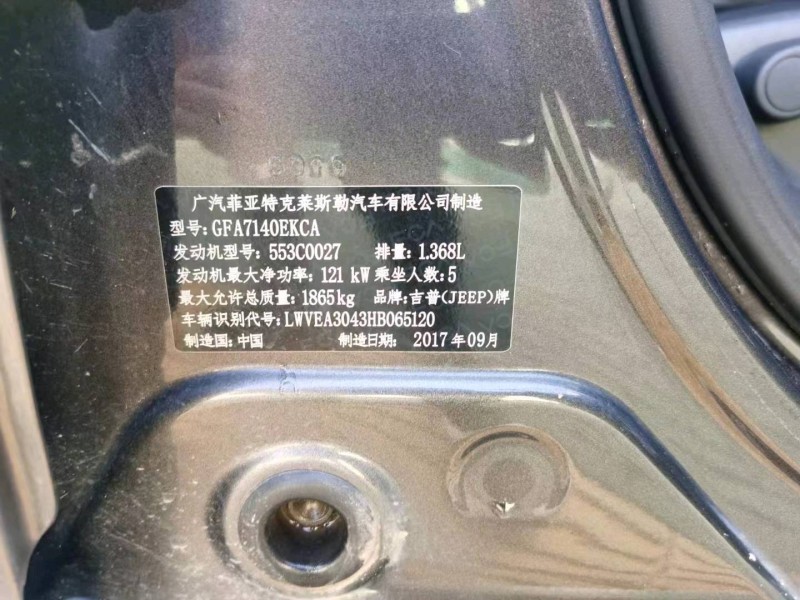 广汽菲亚特克莱斯勒汽车有限公司制造
型号: GFA7140EKCA
发动机型号: 553C0027 排量: 1.368L
发动机最大净功率: 121 kW 乘坐人数: 5
最大允许总质量: 1865kg 品牌: 吉普(JEEP)牌
车辆识别代号: LWVEA3043HB065120
制造国: 中国 制造日期: 2017年09月